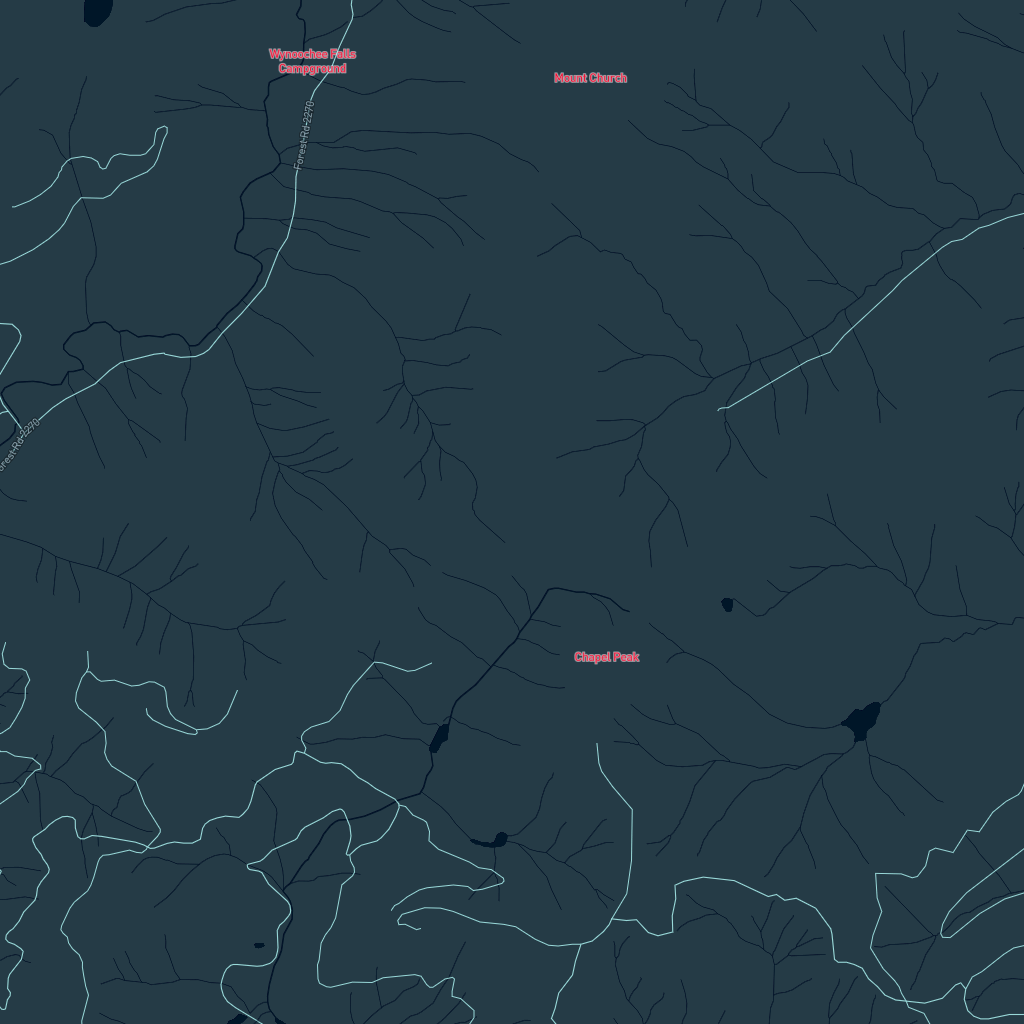 Wynoochee Falls
Campground
Mount Church
Forest Rd 2270
Forest Rd 2270
Chapel Peak